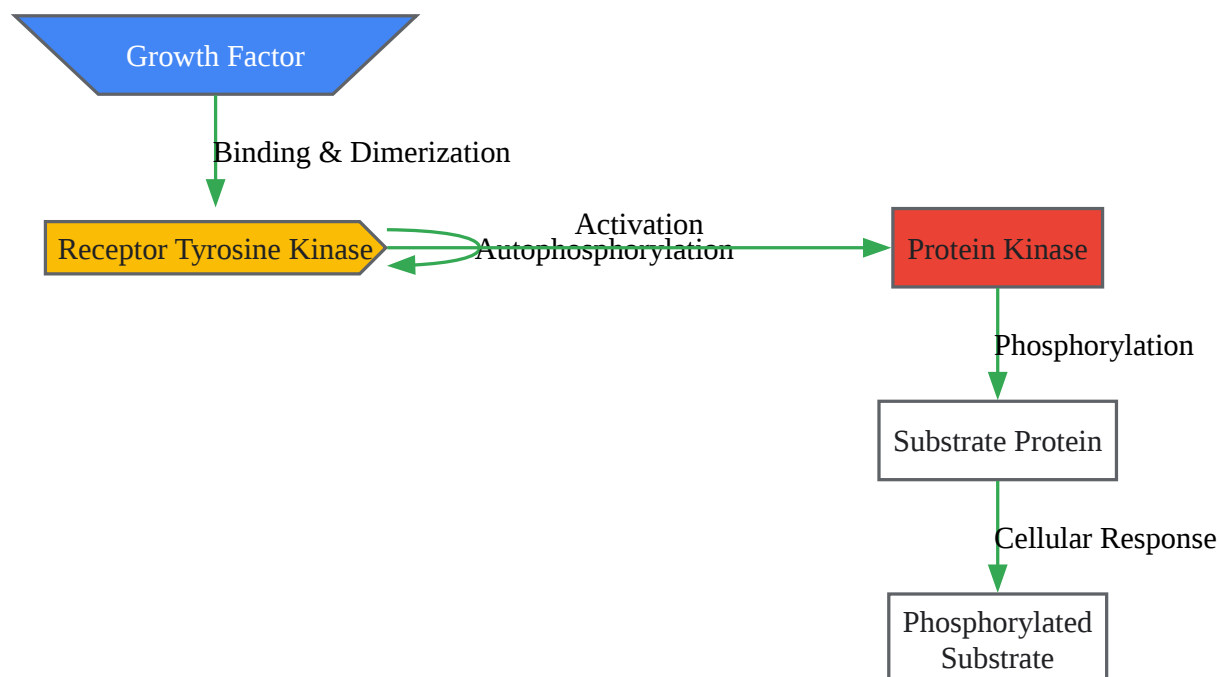 Growth Factor
Binding & Dimerization
Activation
Receptor Tyrosine Kinase
Autophosphorylation
Protein Kinase
Phosphorylation
Substrate Protein
Cellular Response
Phosphorylated
Substrate